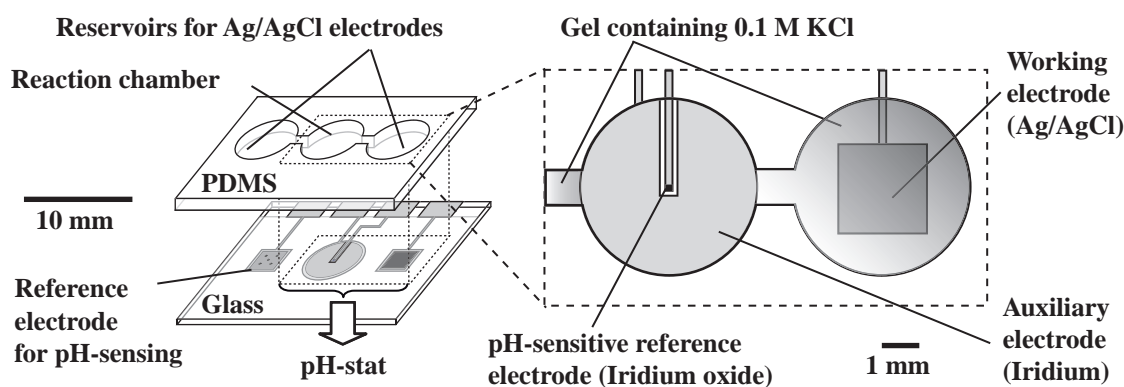 Reservoirs for Ag/AgCl electrodes
Reaction chamber
PDMS
10 mm
Reference
electrode
for pH-sensing
Glass
pH-stat
Gel containing 0.1 M KCl
Working
electrode
(Ag/AgCl)
pH-sensitive reference
electrode (Iridium oxide)
1 mm
Auxiliary
electrode
(Iridium)